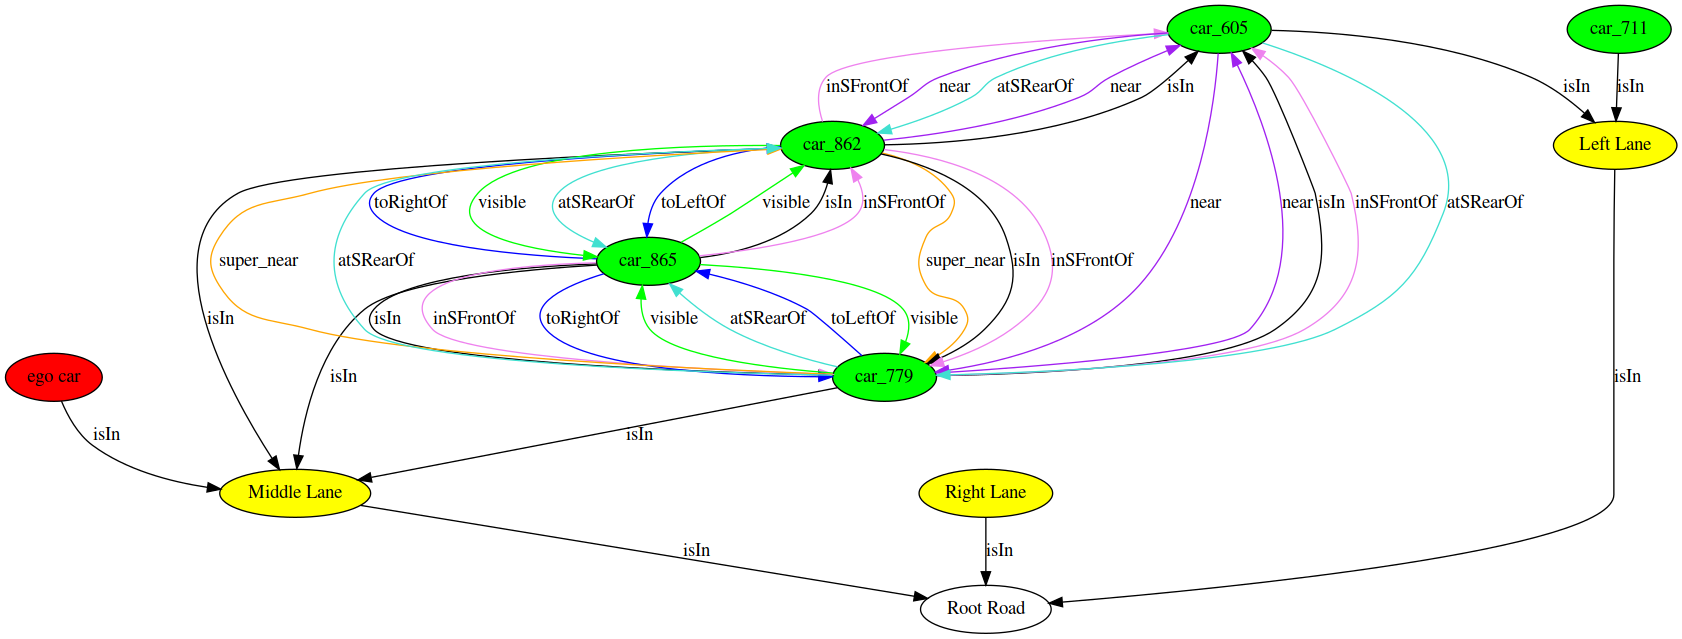 car_605
car_711
inSFrontOf
near
atSRearOf
near
isIn
isIn
isIn
car_862
Left Lane
toRightOf
visible
atSRearOf
toLeftOf
visible
isIn
inSFrontOf
near
near
isIn
inSFrontOf
atSRearOf
super_near
atSRearOf
car_865
super_near
isIn
inSFrontOf
isIn
isIn
inSFrontOf
toRightOf
visible
atSRearOf
toLeftOf
visible
ego car
isIn
car_779
isIn
isIn
isIn
Middle Lane
Right Lane
isIn
isIn
Root Road